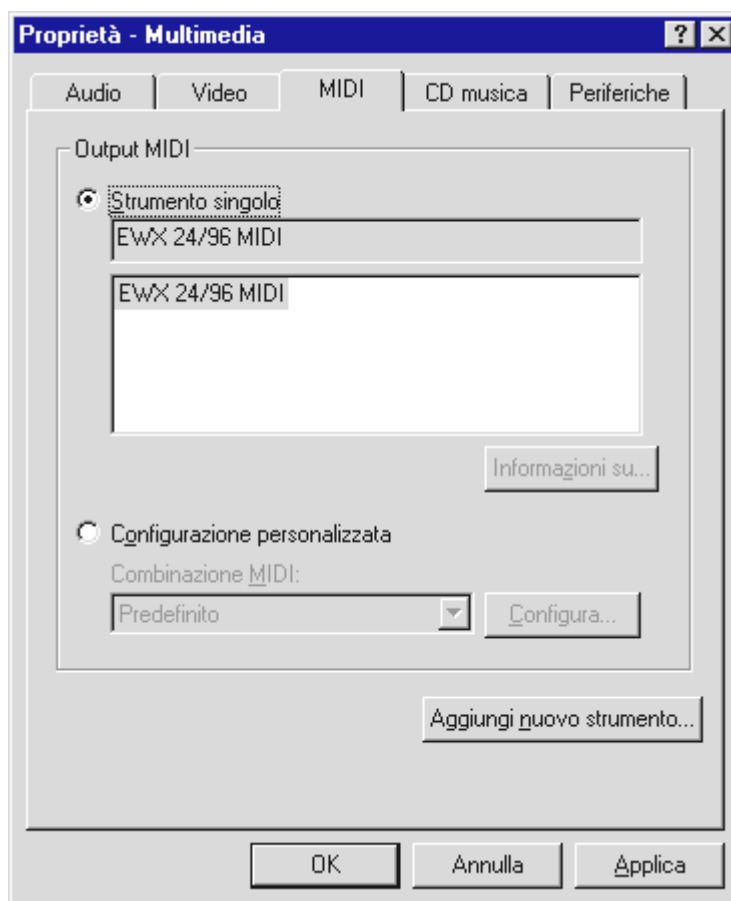 Proprietà - Multimedia
Audio
Video
MIDI
CD musica
Periferiche
Output MIDI
Strumento singolo
EWX 24/96 MIDI
EWX 24/96 MIDI
Informazioni su...
Configurazione personalizzata
Combinazione MIDI:
Predefinito
Configura...
Aggiungi nuovo strumento...
OK
Annulla
Applica